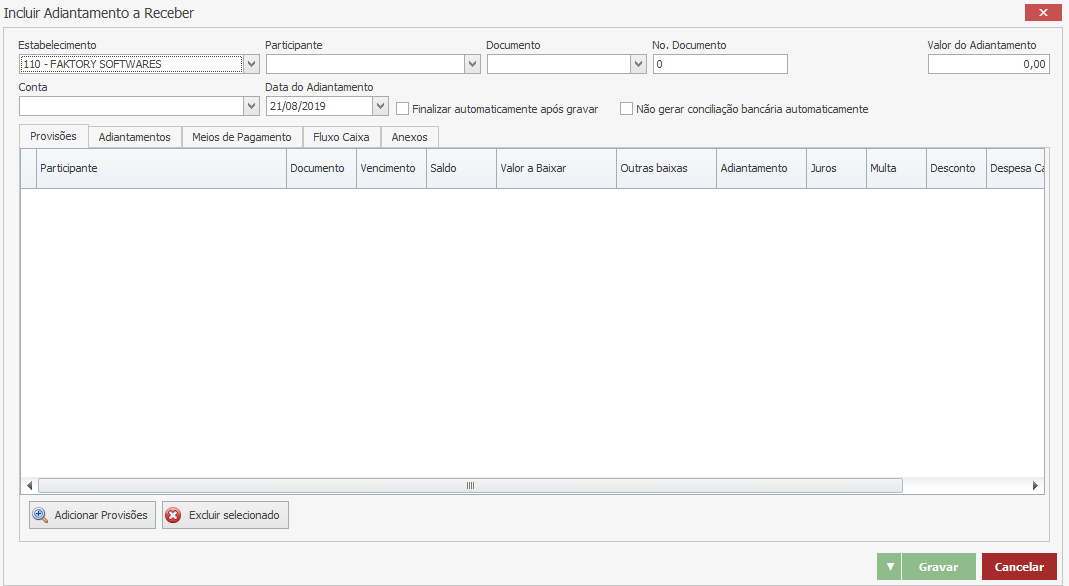 Incluir Adiantamento a Receber
Estabelecimento Participante Documento No. Documento Valor do Adiantamento
110 - FAKTORY SOFTWARES 0 0,00
Conta Data do Adiantamento
21/08/2019 Finalizar automaticamente após gravar Não gerar conciliação bancária automaticamente
Provisões Adiantamentos Meios de Pagamento Fluxo Caixa Anexos
Participante Documento Vencimento Saldo Valor a Baixar Outras baixas Adiantamento Juros Multa Desconto Despesa Ca
Adicionar Provisões Excluir selecionado
Gravar Cancelar